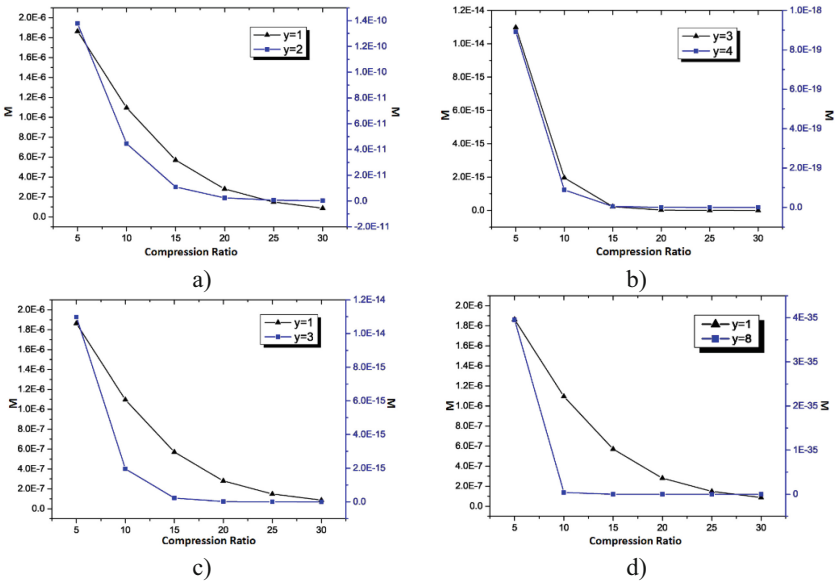 2.0E-6
1.8E-6
1.6E-6
1.4E-6
1.2E-6
1.0E-6
8.0E-7
6.0E-7
4.0E-7
2.0E-7
0.0
M
y=1
y=2
1.4E-10
1.2E-10
1.0E-10
8.0E-11
6.0E-11
4.0E-11
2.0E-11
0.0
-2.0E-11
M
5 10 15 20 25 30
Compression Ratio
a)
1.2E-14
1.0E-14
8.0E-15
6.0E-15
4.0E-15
2.0E-15
0.0
M
y=3
y=4
1.0E-18
8.0E-19
6.0E-19
4.0E-19
2.0E-19
0.0
M
5 10 15 20 25 30
Compression Ratio
b)
2.0E-6
1.8E-6
1.6E-6
1.4E-6
1.2E-6
1.0E-6
8.0E-7
6.0E-7
4.0E-7
2.0E-7
0.0
M
y=1
y=3
1.2E-14
1.0E-14
8.0E-15
6.0E-15
4.0E-15
2.0E-15
0.0
M
5 10 15 20 25 30
Compression Ratio
c)
2.0E-6
1.8E-6
1.6E-6
1.4E-6
1.2E-6
1.0E-6
8.0E-7
6.0E-7
4.0E-7
2.0E-7
0.0
M
y=1
y=8
4E-35
3E-35
2E-35
1E-35
0
M
5 10 15 20 25 30
Compression Ratio
d)